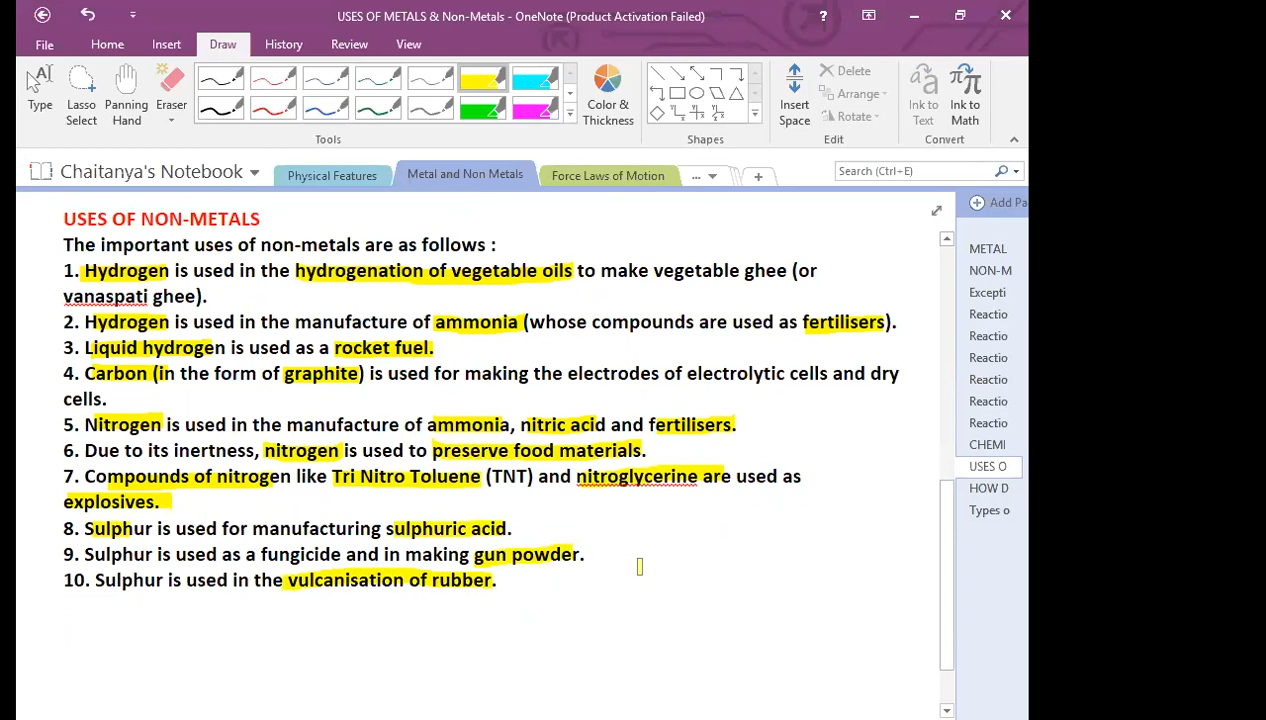 USES OF METALS & Non-Metals - OneNote (Product Activation Failed)
?
File Home Insert Draw History Review View
Type
Lasso Select
Panning Hand
Eraser
Color & Thickness
Insert Space
Delete
Arrange
Rotate
Ink to Text
Ink to Math
Tools Shapes Edit Convert
Chaitanya's Notebook Physical Features Metal and Non Metals Force Laws of Motion ... + Search (Ctrl+E)
Add Pa
USES OF NON-METALS
The important uses of non-metals are as follows :
1. Hydrogen is used in the hydrogenation of vegetable oils to make vegetable ghee (or
vanaspati ghee).
2. Hydrogen is used in the manufacture of ammonia (whose compounds are used as fertilisers).
3. Liquid hydrogen is used as a rocket fuel.
4. Carbon (in the form of graphite) is used for making the electrodes of electrolytic cells and dry
cells.
5. Nitrogen is used in the manufacture of ammonia, nitric acid and fertilisers.
6. Due to its inertness, nitrogen is used to preserve food materials.
7. Compounds of nitrogen like Tri Nitro Toluene (TNT) and nitroglycerine are used as
explosives.
8. Sulphur is used for manufacturing sulphuric acid.
9. Sulphur is used as a fungicide and in making gun powder.
10. Sulphur is used in the vulcanisation of rubber.
METAL
NON-M
Excepti
Reactio
Reactio
Reactio
Reactio
Reactio
Reactio
CHEMI
USES O
HOW D
Types o